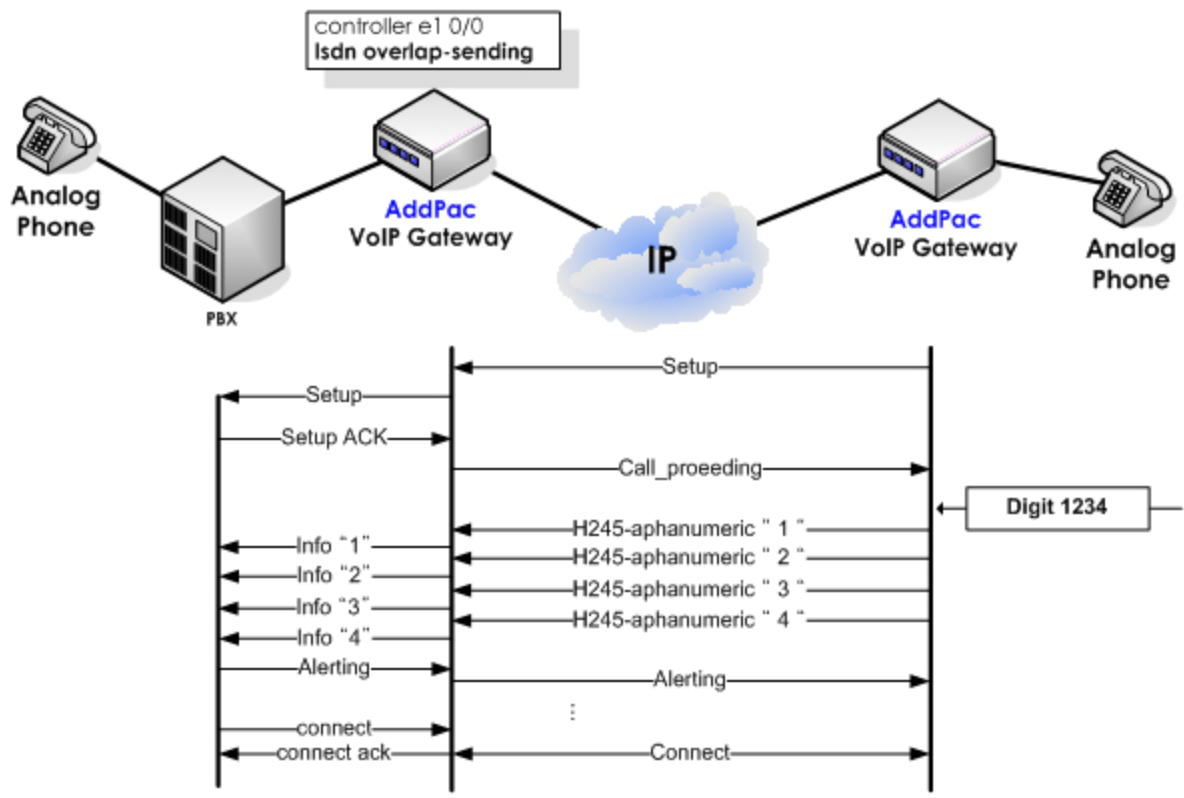 controller e1 0/0
Isdn overlap-sending
Analog
Phone
PBX
AddPac
VoIP Gateway
IP
AddPac
VoIP Gateway
Analog
Phone
Setup
Setup
Setup ACK
Call_proeeding
Digit 1234
H245-aphanumeric " 1 "
Info "1"
H245-aphanumeric " 2 "
Info "2"
H245-aphanumeric " 3 "
Info "3"
H245-aphanumeric " 4 "
Info "4"
Alerting
Alerting
connect
connect ack
Connect